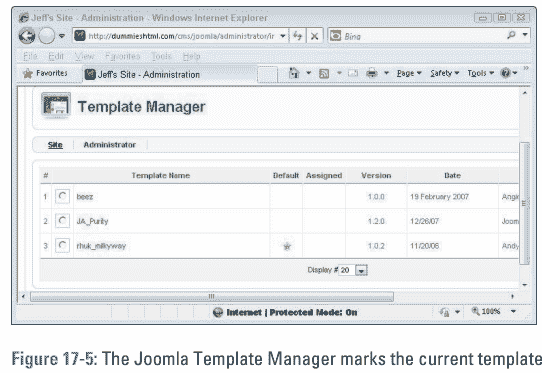 Jeff's Site - Administration - Windows Internet Explorer
http://dummieshtml.com/cms/joomla/administrator/ir
Bing
File Edit View Favorites Tools Help
Favorites Jeff's Site - Administration Page Safety Tools
Template Manager
Site Administrator
# Template Name Default Assigned Version Date
1 beez 1.0.0 19 February 2007 Ange
2 JA_Purity 1.2.0 12/26/07 Joom
3 rhuk_milkyway 1.0.2 11/20/06 Andy
Display # 20
Internet | Protected Mode: On 100%
Figure 17-5: The Joomla Template Manager marks the current template